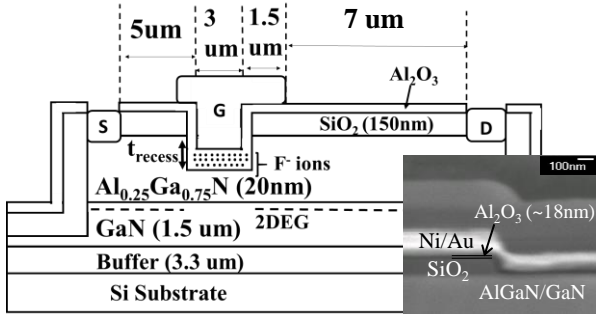 5um
3
um
1.5
um
7 um
Al₂O₃
G
S
SiO₂ (150nm)
D
t_recess
F⁻ ions
Al₀.₂₅Ga₀.₇₅N (20nm)
2DEG
GaN (1.5 um)
Buffer (3.3 um)
Si Substrate
100nm
Al₂O₃ (~18nm)
Ni/Au
SiO₂
AlGaN/GaN